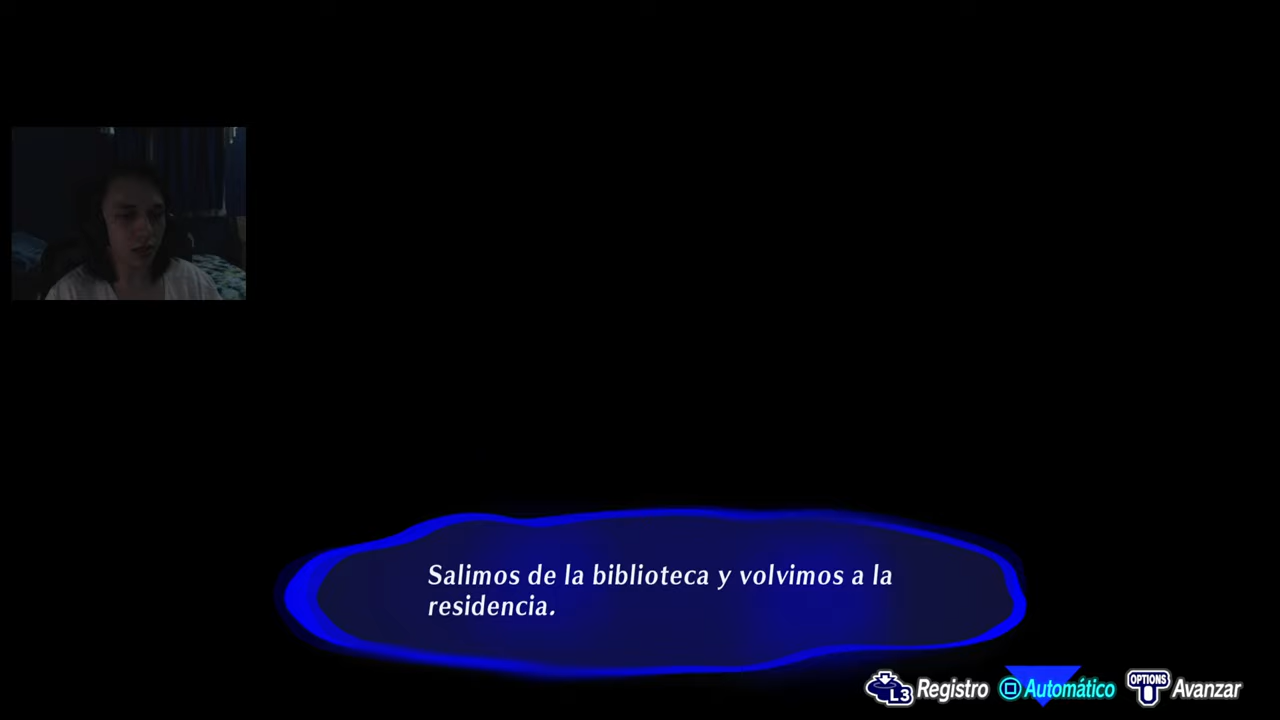 Salimos de la biblioteca y volvimos a la
residencia.
L3 Registro Automático OPTIONS Avanzar